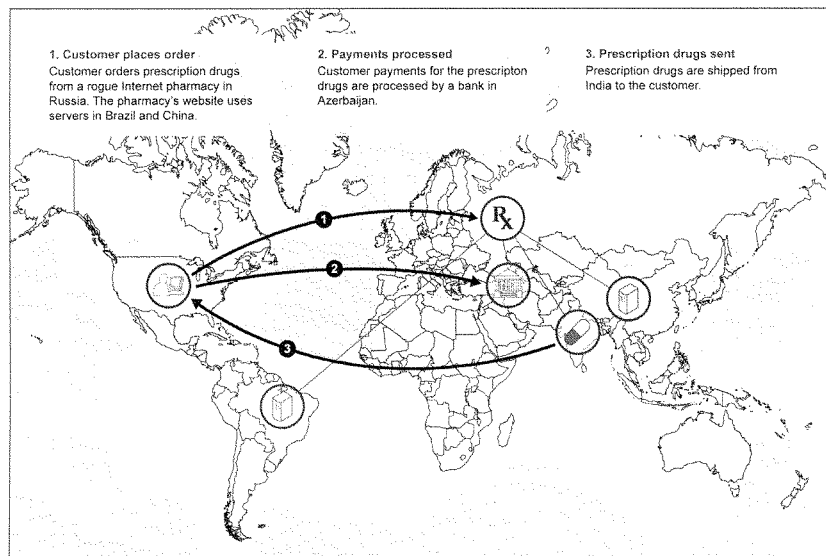 1. Customer places order
Customer orders prescription drugs
from a rogue Internet pharmacy in
Russia. The pharmacy's website uses
servers in Brazil and China.
2. Payments processed
Customer payments for the prescripton
drugs are processed by a bank in
Azerbaijan.
3. Prescription drugs sent
Prescription drugs are shipped from
India to the customer.
1
Rx
2
3